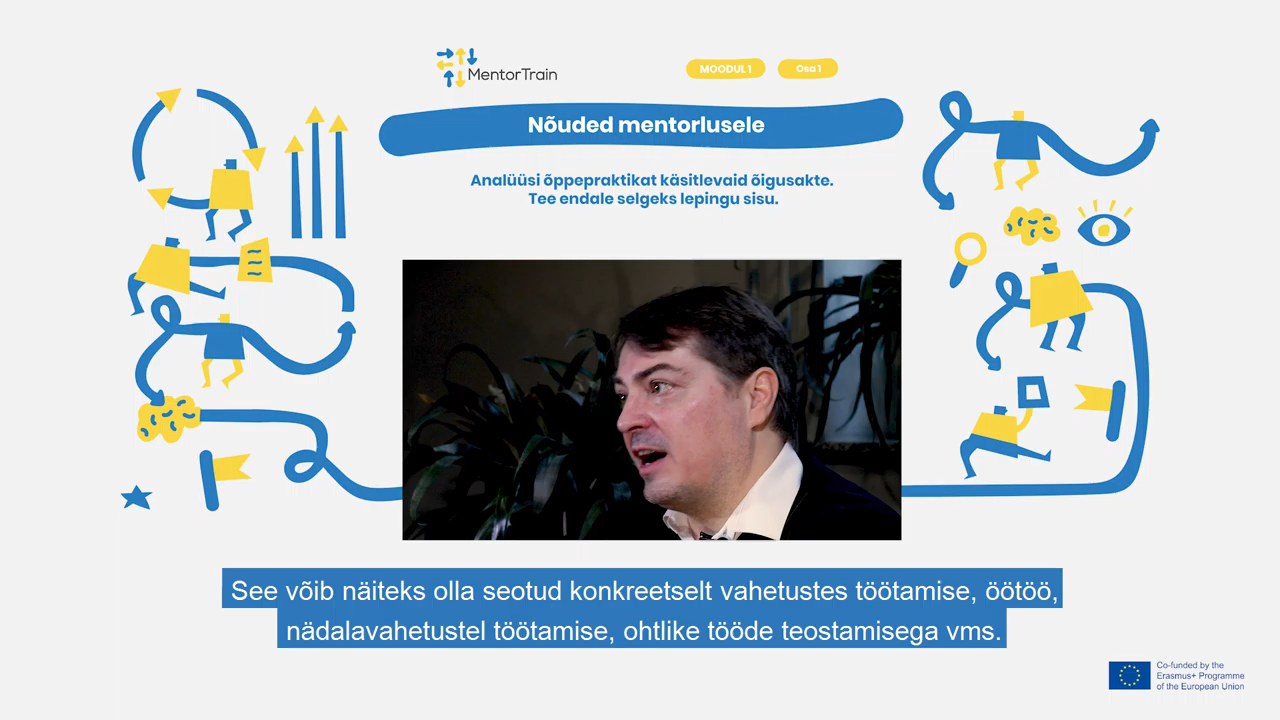 MentorTrain
MOODUL 1
Osa 1
Nõuded mentorlusele
Analüüsi õppepraktikat käsitlevaid õigusakte.
Tee endale selgeks lepingu sisu.
See võib näiteks olla seotud konkreetselt vahetustes töötamise, öötöö,
nädalavahetustel töötamise, ohtlike tööde teostamisega vms.
Co-funded by the
Erasmus+ Programme
of the European Union